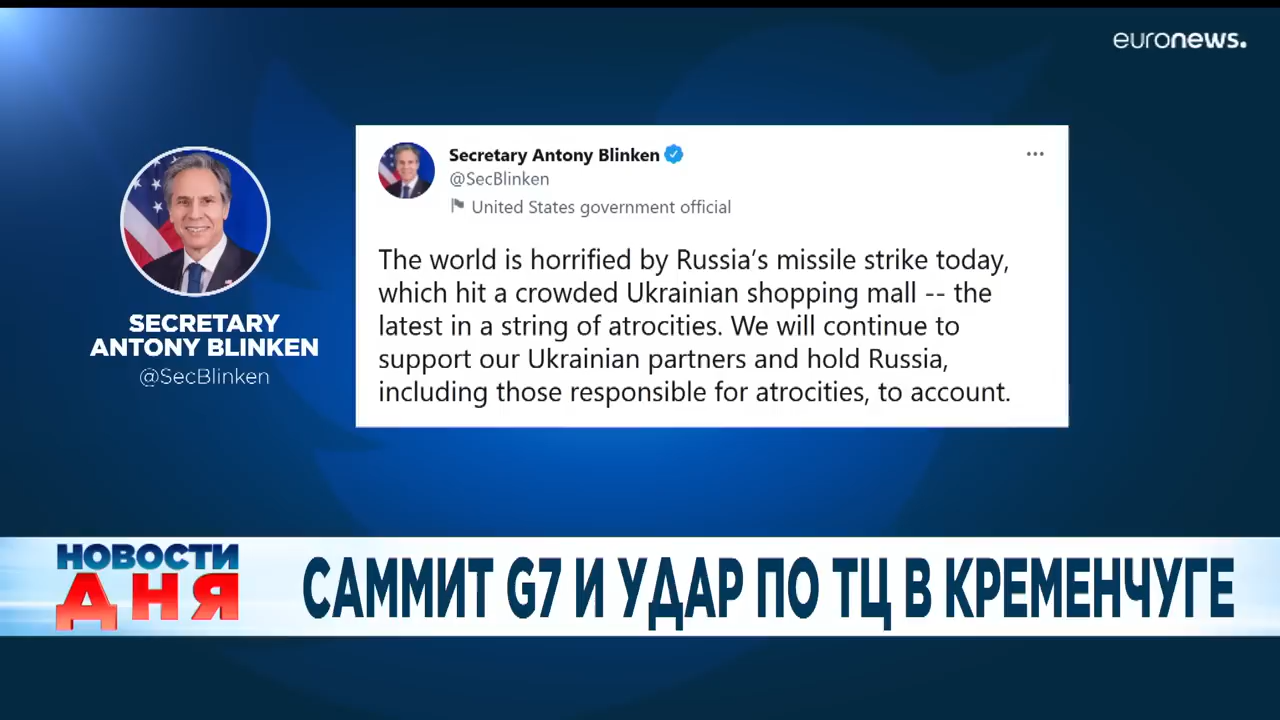 euronews.
Secretary Antony Blinken
@SecBlinken
United States government official
The world is horrified by Russia’s missile strike today,
which hit a crowded Ukrainian shopping mall -- the
latest in a string of atrocities. We will continue to
support our Ukrainian partners and hold Russia,
including those responsible for atrocities, to account.
SECRETARY
ANTONY BLINKEN
@SecBlinken
НОВОСТИ
ДНЯ
САММИТ G7 И УДАР ПО ТЦ В КРЕМЕНЧУГЕ